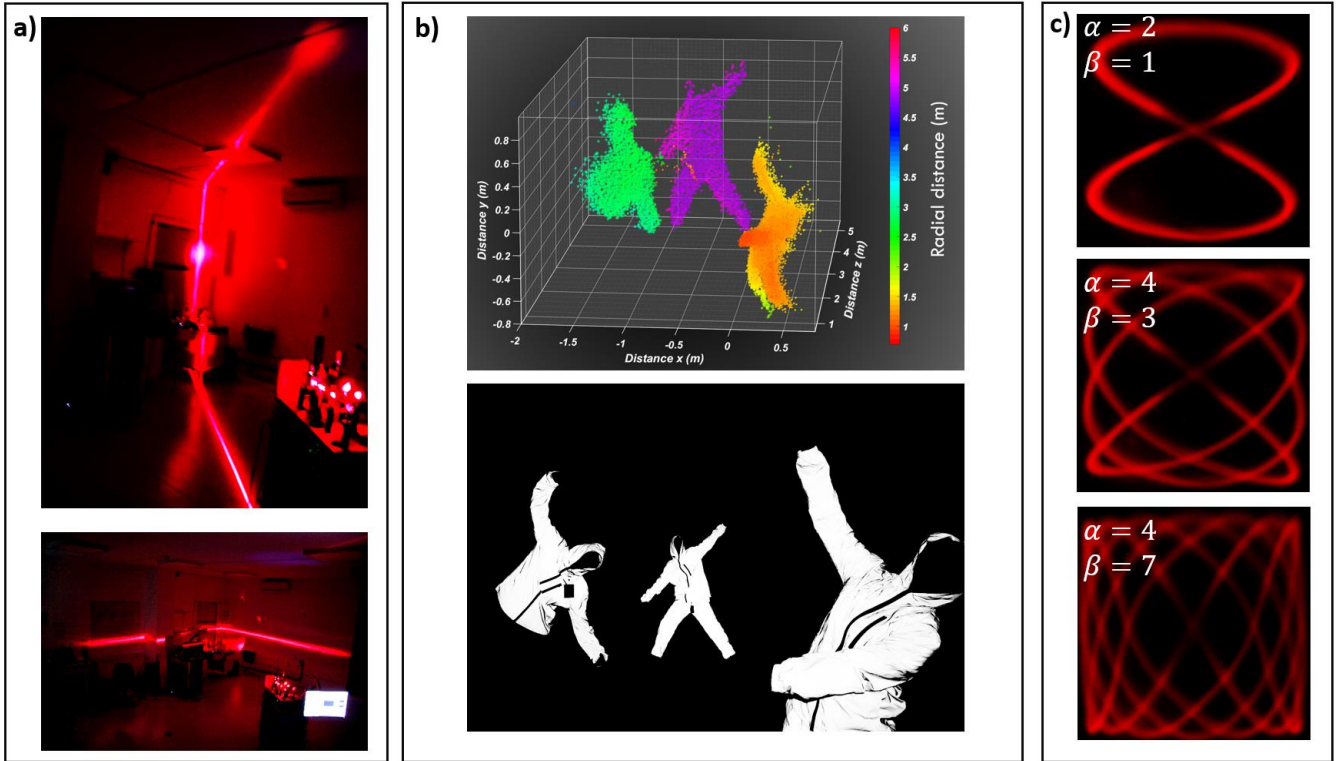 a)
b)
c)
6
5.5
5
4.5
4
3.5
3
2.5
2
1.5
1
Radial distance (m)
0.8
0.6
0.4
0.2
0
-0.2
-0.4
-0.6
-0.8
Distance y (m)
-2
-1.5
-1
-0.5
0
0.5
Distance x (m)
5
4
3
2
1
Distance z (m)
α = 2
β = 1
α = 4
β = 3
α = 4
β = 7